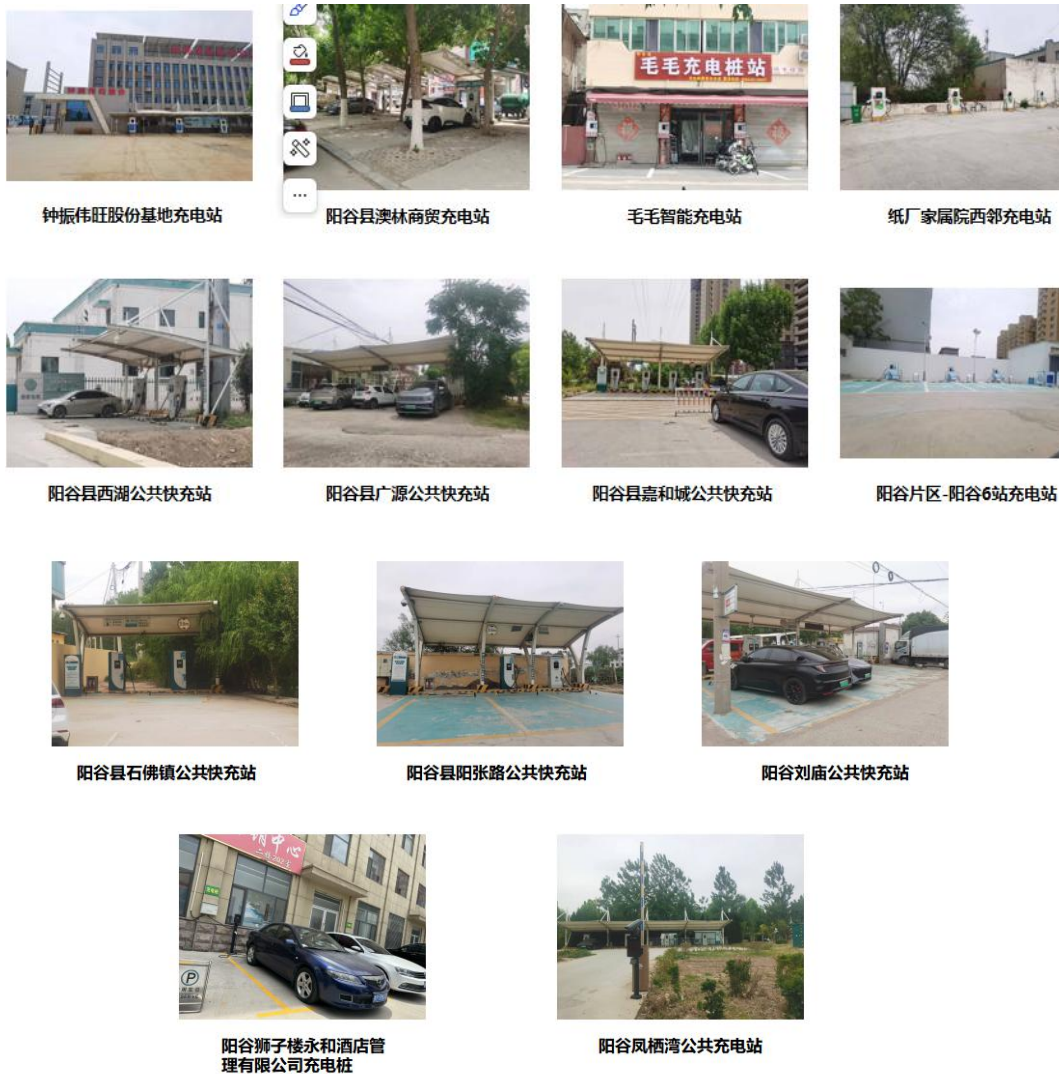 钟振伟旺股份基地充电站
阳谷县澳林商贸充电站
毛毛充电桩站
毛毛智能充电站
纸厂家属院西邻充电站
阳谷县西湖公共快充站
阳谷县广源公共快充站
阳谷县嘉和城公共快充站
阳谷片区-阳谷6站充电站
阳谷县石佛镇公共快充站
阳谷县阳张路公共快充站
阳谷刘庙公共快充站
P
阳谷狮子楼永和酒店管
理有限公司充电桩
阳谷凤栖湾公共充电站